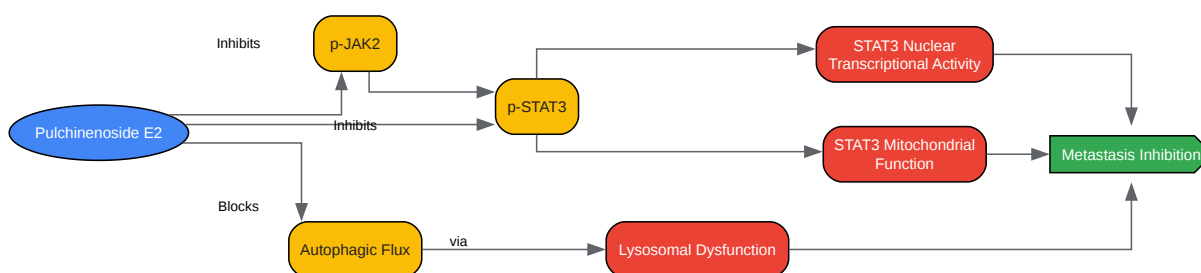 Inhibits
p-JAK2
STAT3 Nuclear
Transcriptional Activity
p-STAT3
Pulchinenoside E2
Inhibits
STAT3 Mitochondrial
Function
Metastasis Inhibition
Blocks
Autophagic Flux
via
Lysosomal Dysfunction